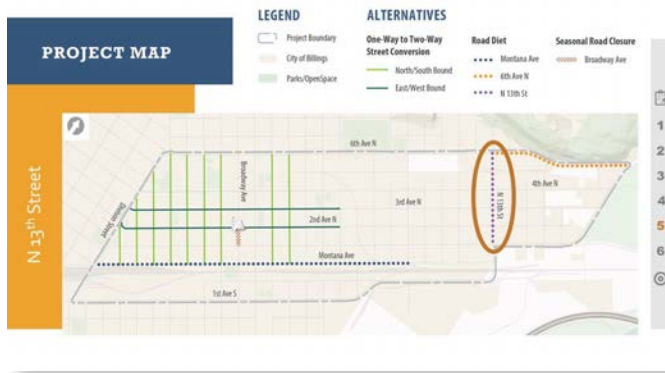 PROJECT MAP
LEGEND
Project Boundary
City of Billings
Parks/OpenSpace
ALTERNATIVES
One-Way to Two-Way
Street Conversion
North/South Bound
East/West Bound
Road Diet
Montana Ave
6th Ave N
N 13th St
Seasonal Road Closure
Broadway Ave
N 13th Street
6th Ave N
Broadway Ave
Division Street
2nd Ave N
3rd Ave N
4th Ave N
N 13th St
Montana Ave
1st Ave S
1
2
3
4
5
6